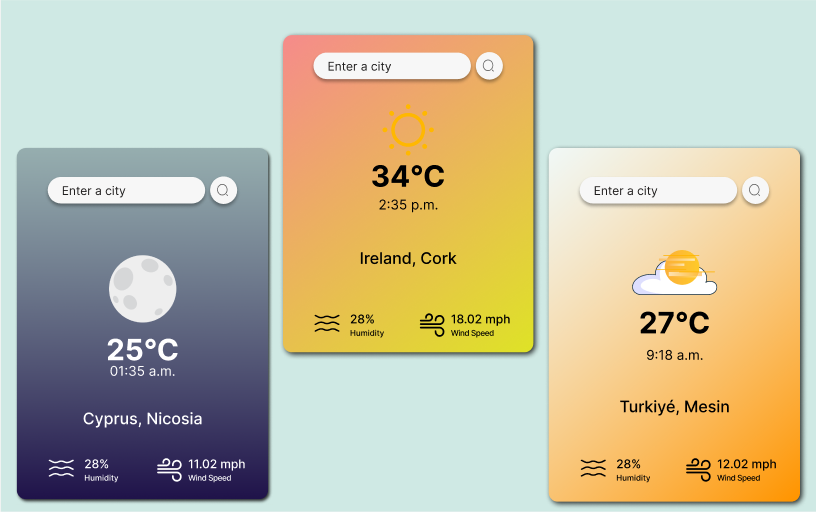 Enter a city
25°C
01:35 a.m.
Cyprus, Nicosia
28%
Humidity
11.02 mph
Wind Speed
Enter a city
34°C
2:35 p.m.
Ireland, Cork
28%
Humidity
18.02 mph
Wind Speed
Enter a city
27°C
9:18 a.m.
Turkiyé, Mesin
28%
Humidity
12.02 mph
Wind Speed